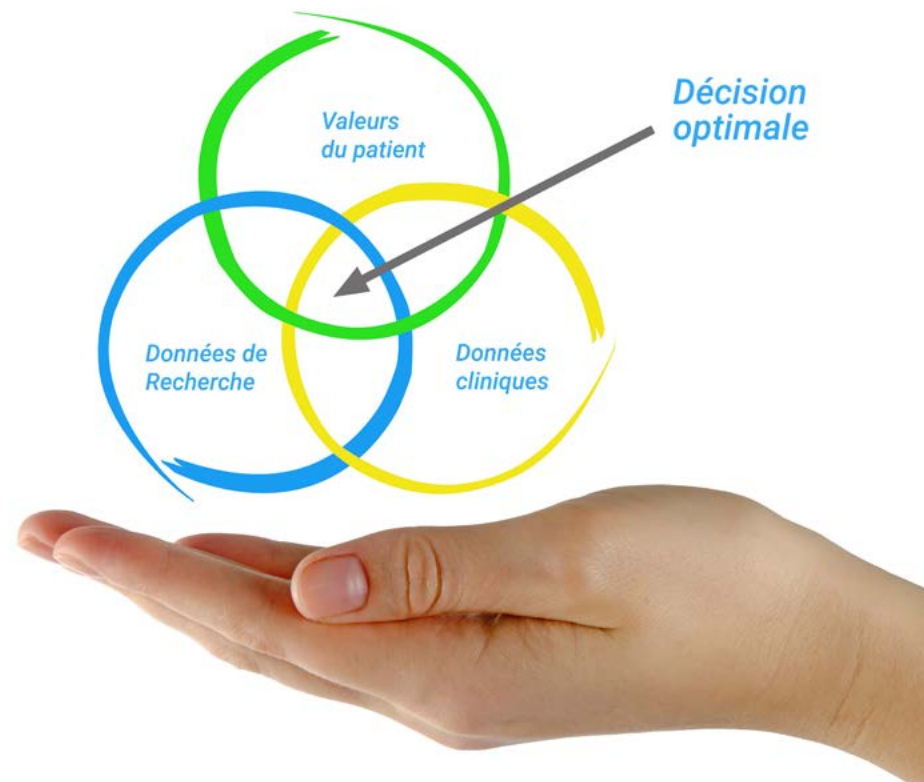 Valeurs
du patient
Décision
optimale
Données de
Recherche
Données
cliniques